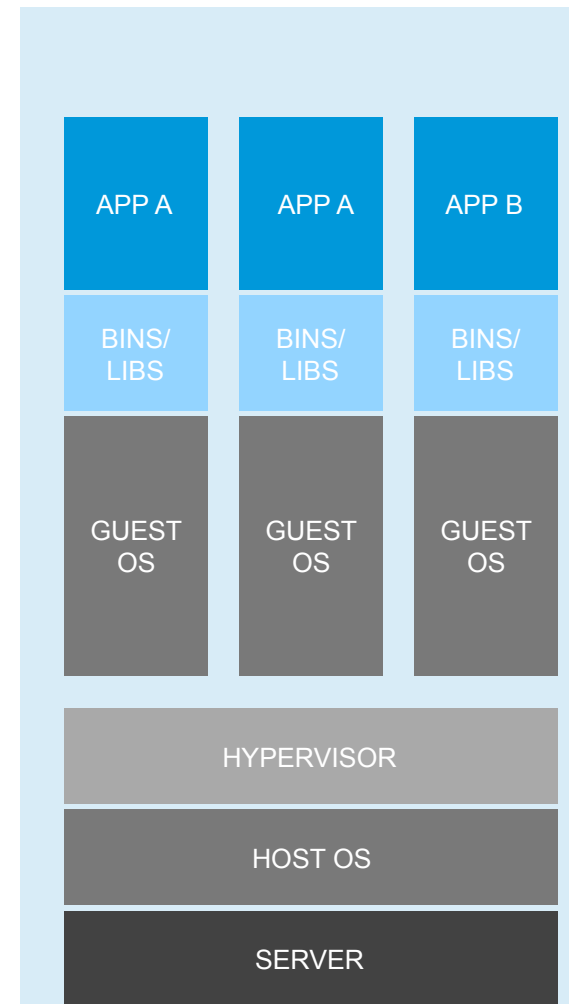 APP A
APP A
APP B
BINS/
LIBS
BINS/
LIBS
BINS/
LIBS
GUEST
OS
GUEST
OS
GUEST
OS
HYPERVISOR
HOST OS
SERVER